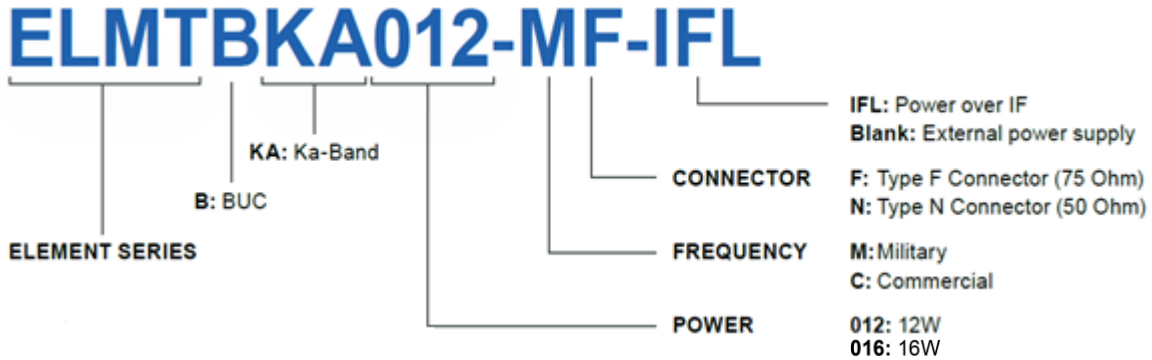 ELMTBKA012-MF-IFL
IFL: Power over IF
Blank: External power supply
KA: Ka-Band
CONNECTOR F: Type F Connector (75 Ohm)
N: Type N Connector (50 Ohm)
B: BUC
ELEMENT SERIES
FREQUENCY M: Military
C: Commercial
POWER 012: 12W
016: 16W